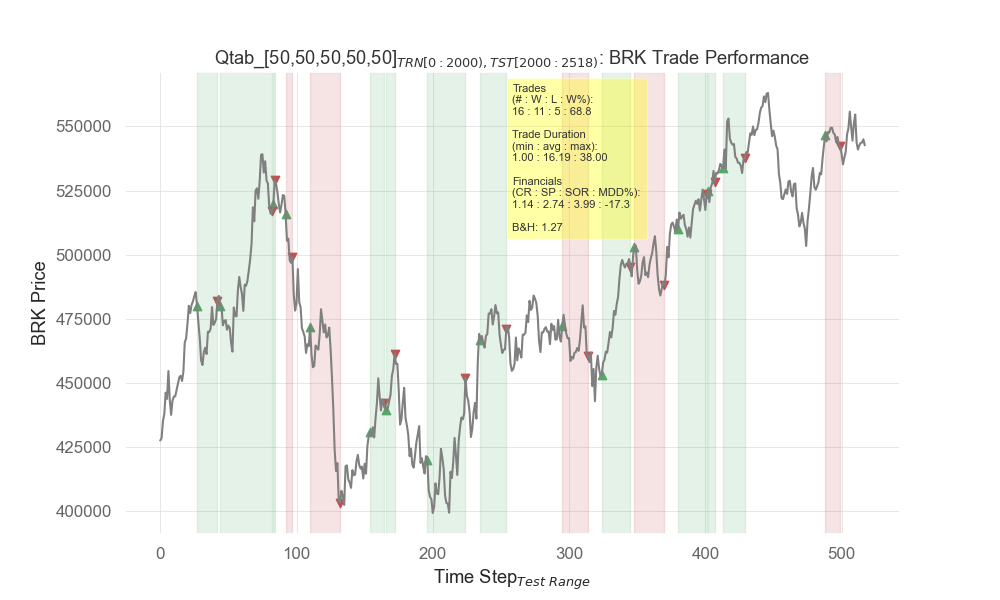 Qtab_[50,50,50,50,50]TRN[0 : 2000), TST[2000 : 2518) : BRK Trade Performance
Trades
(# : W : L : W%):
16 : 11 : 5 : 68.8
Trade Duration
(min : avg : max):
1.00 : 16.19 : 38.00
Financials
(CR : SP : SOR : MDD%):
1.14 : 2.74 : 3.99 : -17.3
B&H: 1.27
BRK Price
550000
525000
500000
475000
450000
425000
400000
0 100 200 300 400 500
Time StepTest Range